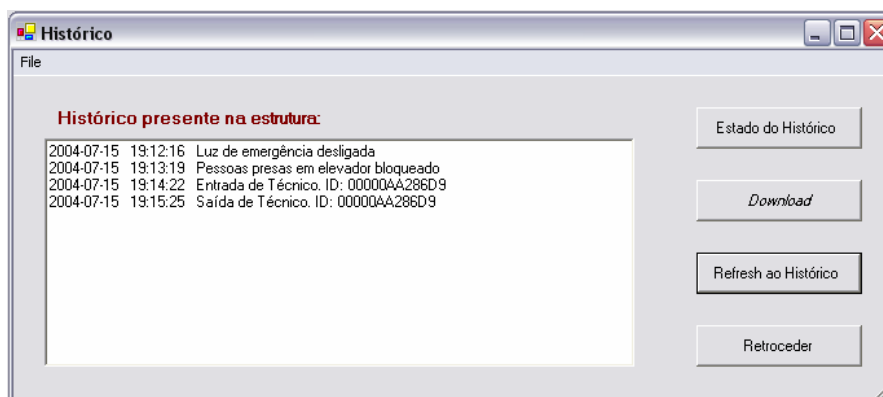 Histórico
File
Histórico presente na estrutura:
2004-07-15 19:12:16 Luz de emergência desligada
2004-07-15 19:13:19 Pessoas presas em elevador bloqueado
2004-07-15 19:14:22 Entrada de Técnico. ID: 00000AA286D9
2004-07-15 19:15:25 Saída de Técnico. ID: 00000AA286D9
Estado do Histórico
Download
Refresh ao Histórico
Retroceder